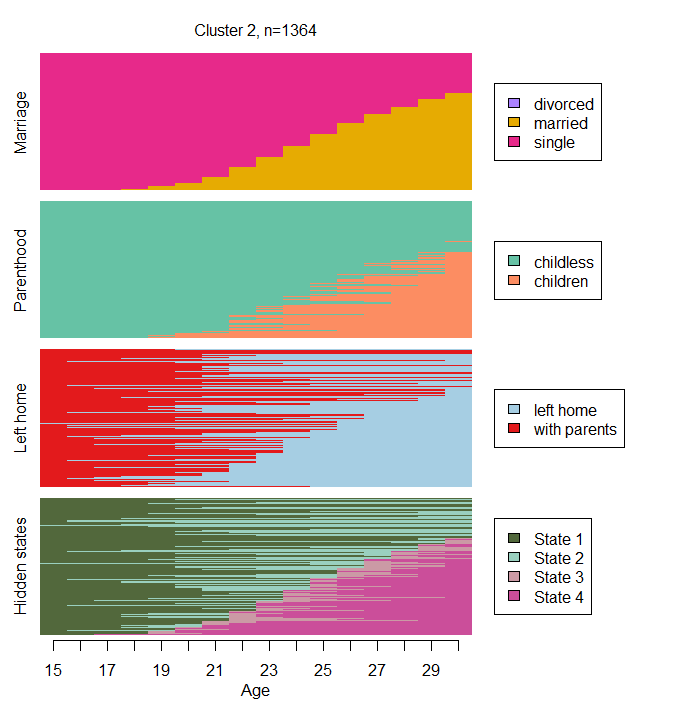 Cluster 2, n=1364
Marriage
divorced
married
single
Parenthood
childless
children
Left home
left home
with parents
Hidden states
State 1
State 2
State 3
State 4
15 17 19 21 23 25 27 29
Age